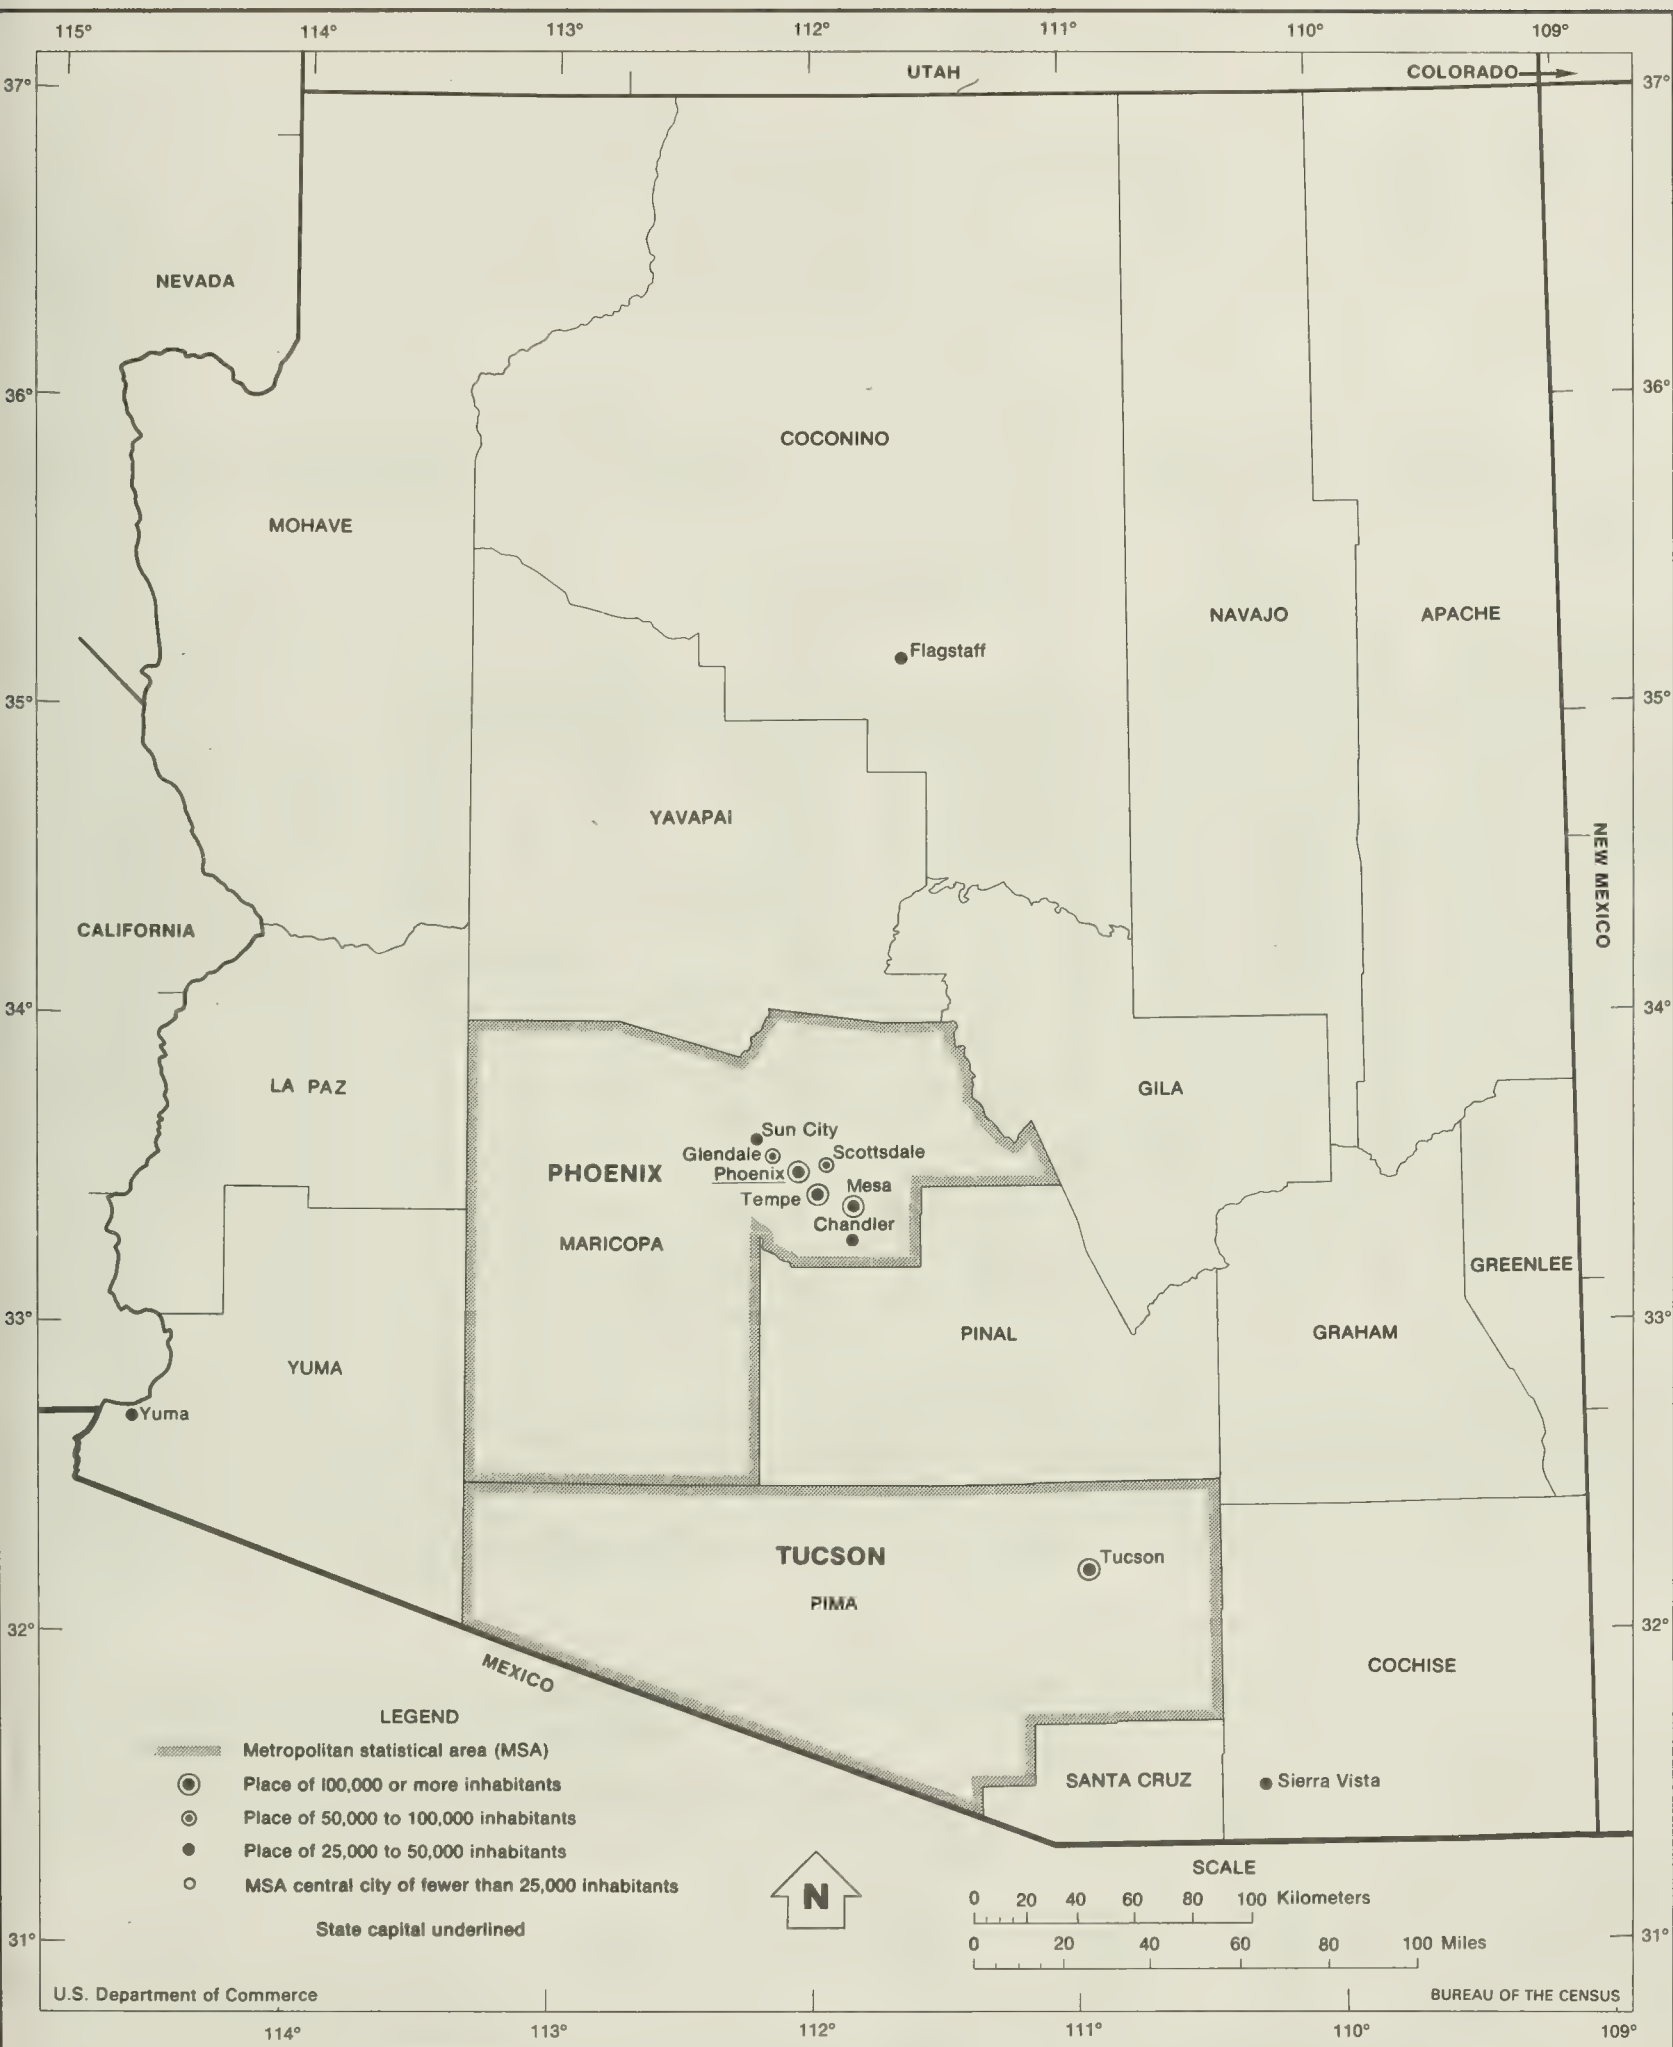 115° 114° 113° 112° 111° 110° 109°
UTAH COLORADO
37° 37°
NEVADA
36° 36°
COCONINO
MOHAVE
NAVAJO APACHE
Flagstaff
35° 35°
YAVAPAI
NEW MEXICO
CALIFORNIA
34° 34°
LA PAZ GILA
Sun City
Glendale Scottsdale
PHOENIX Phoenix
Mesa
Tempe
Chandler
MARICOPA
GREENLEE
33° 33°
PINAL GRAHAM
YUMA
Yuma
TUCSON Tucson
PIMA
32° 32°
MEXICO
COCHISE
LEGEND
Metropolitan statistical area (MSA)
Place of 100,000 or more inhabitants
Place of 50,000 to 100,000 inhabitants
Place of 25,000 to 50,000 inhabitants
MSA central city of fewer than 25,000 inhabitants
State capital underlined
SANTA CRUZ Sierra Vista
N
SCALE
0 20 40 60 80 100 Kilometers
0 20 40 60 80 100 Miles
31° 31°
U.S. Department of Commerce BUREAU OF THE CENSUS
114° 113° 112° 111° 110° 109°